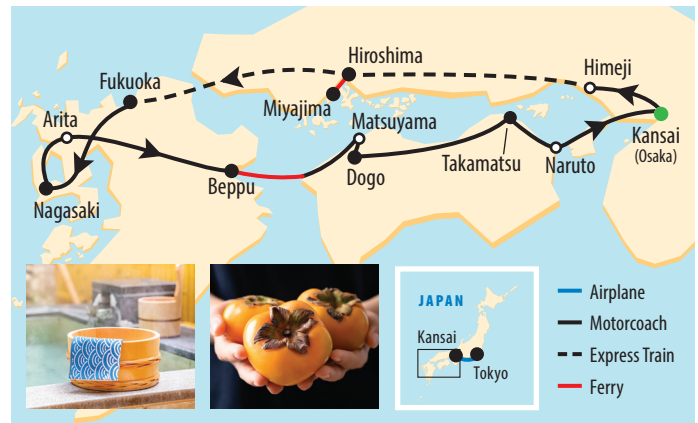 Hiroshima
Himeji
Fukuoka
Miyajima
Arita
Matsuyama
Kansai
(Osaka)
Takamatsu
Naruto
Beppu
Dogo
Nagasaki
JAPAN
Kansai
Tokyo
Airplane
Motorcoach
Express Train
Ferry